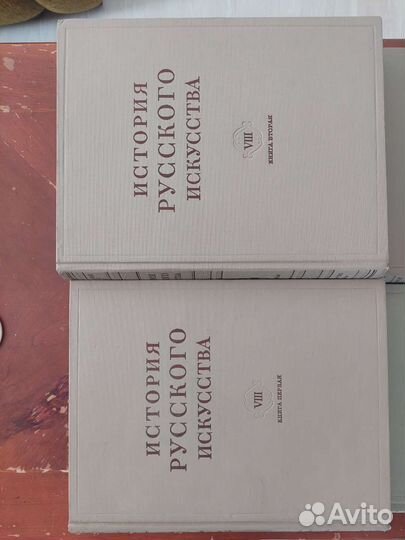 ИСТОРИЯ
РУССКОГО
ИСКУССТВА
VIII
КНИГА ВТОРАЯ
ИСТОРИЯ
РУССКОГО
ИСКУССТВА
VIII
КНИГА ПЕРВАЯ
Avito